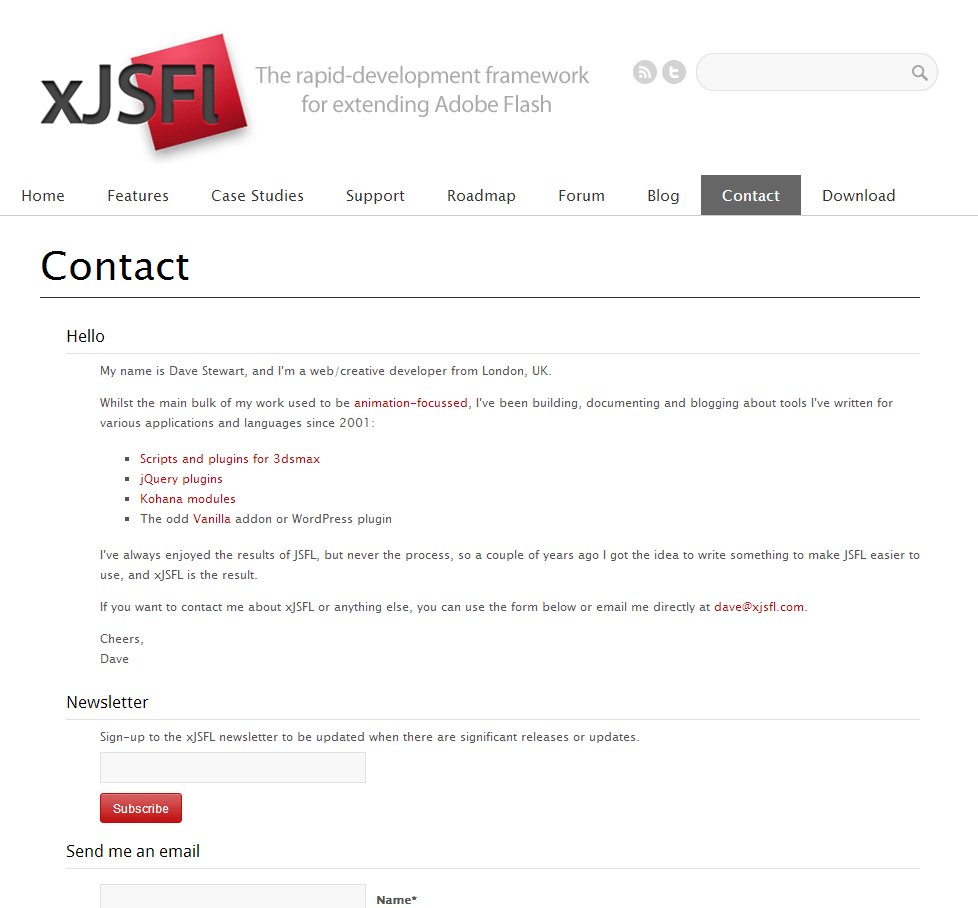 xJSFL
The rapid-development framework
for extending Adobe Flash
Home Features Case Studies Support Roadmap Forum Blog Contact Download
Contact
Hello
My name is Dave Stewart, and I'm a web/creative developer from London, UK.
Whilst the main bulk of my work used to be animation-focussed, I've been building, documenting and blogging about tools I've written for
various applications and languages since 2001:
Scripts and plugins for 3dsmax
jQuery plugins
Kohana modules
The odd Vanilla addon or WordPress plugin
I've always enjoyed the results of JSFL, but never the process, so a couple of years ago I got the idea to write something to make JSFL easier to
use, and xJSFL is the result.
If you want to contact me about xJSFL or anything else, you can use the form below or email me directly at dave@xjsfl.com.
Cheers,
Dave
Newsletter
Sign-up to the xJSFL newsletter to be updated when there are significant releases or updates.
Subscribe
Send me an email
Name*